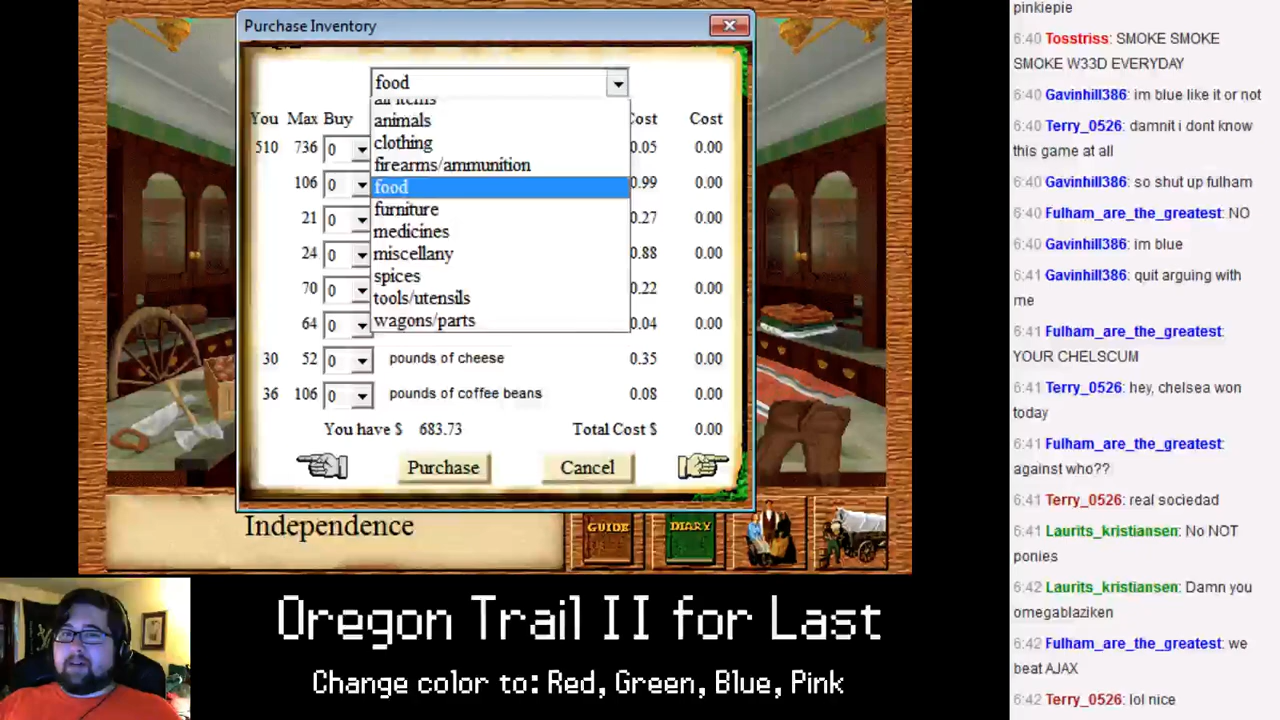 Purchase Inventory
food
You Max Buy Cost Cost
all items
animals
clothing
firearms/ammunition
food
furniture
medicines
miscellany
spices
tools/utensils
wagons/parts
510 736 0 0.05 0.00
106 0 0.99 0.00
21 0 0.27 0.00
24 0 0.88 0.00
70 0 0.22 0.00
64 0 0.04 0.00
30 52 0 pounds of cheese 0.35 0.00
36 106 0 pounds of coffee beans 0.08 0.00
You have $ 683.73 Total Cost $ 0.00
Purchase Cancel
Independence
GUIDE
DIARY
Oregon Trail II for Last
Change color to: Red, Green, Blue, Pink
pinkiepie
6:40 Tosstriss: SMOKE SMOKE
SMOKE W33D EVERYDAY
6:40 Gavinhill386: im blue like it or not
6:40 Terry_0526: damnit i dont know
this game at all
6:40 Gavinhill386: so shut up fulham
6:40 Fulham_are_the_greatest: NO
6:40 Gavinhill386: im blue
6:41 Gavinhill386: quit arguing with
me
6:41 Fulham_are_the_greatest:
YOUR CHELSCUM
6:41 Terry_0526: hey, chelsea won
today
6:41 Fulham_are_the_greatest:
against who??
6:41 Terry_0526: real sociedad
6:41 Laurits_kristiansen: No NOT
ponies
6:42 Laurits_kristiansen: Damn you
omegablaziken
6:42 Fulham_are_the_greatest: we
beat AJAX
6:42 Terry_0526: lol nice